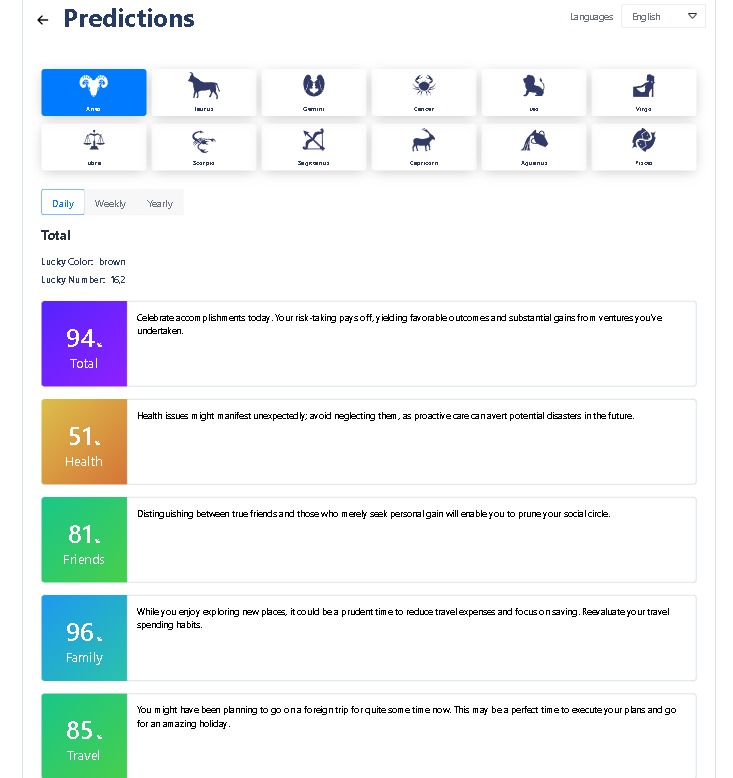 Predictions
Languages English
Aries Taurus Gemini Cancer Leo Virgo
Libra Scorpio Sagittarius Capricorn Aquarius Pisces
Daily Weekly Yearly
Total
Lucky Color: brown
Lucky Number: 16,2
94%
Total
Celebrate accomplishments today. Your risk-taking pays off, yielding favorable outcomes and substantial gains from ventures you've
undertaken.
51%
Health
Health issues might manifest unexpectedly; avoid neglecting them, as proactive care can avert potential disasters in the future.
81%
Friends
Distinguishing between true friends and those who merely seek personal gain will enable you to prune your social circle.
96%
Family
While you enjoy exploring new places, it could be a prudent time to reduce travel expenses and focus on saving. Reevaluate your travel
spending habits.
85%
Travel
You might have been planning to go on a foreign trip for quite some time now. This may be a perfect time to execute your plans and go
for an amazing holiday.